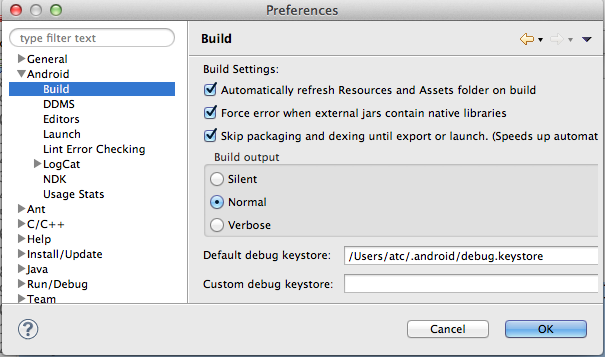 Preferences
type filter text
General
Android
Build
DDMS
Editors
Launch
Lint Error Checking
LogCat
NDK
Usage Stats
Ant
C/C++
Help
Install/Update
Java
Run/Debug
Team
Build
Build Settings:
Automatically refresh Resources and Assets folder on build
Force error when external jars contain native libraries
Skip packaging and dexing until export or launch. (Speeds up automat
Build output
Silent
Normal
Verbose
Default debug keystore: /Users/atc/.android/debug.keystore
Custom debug keystore:
?
Cancel OK